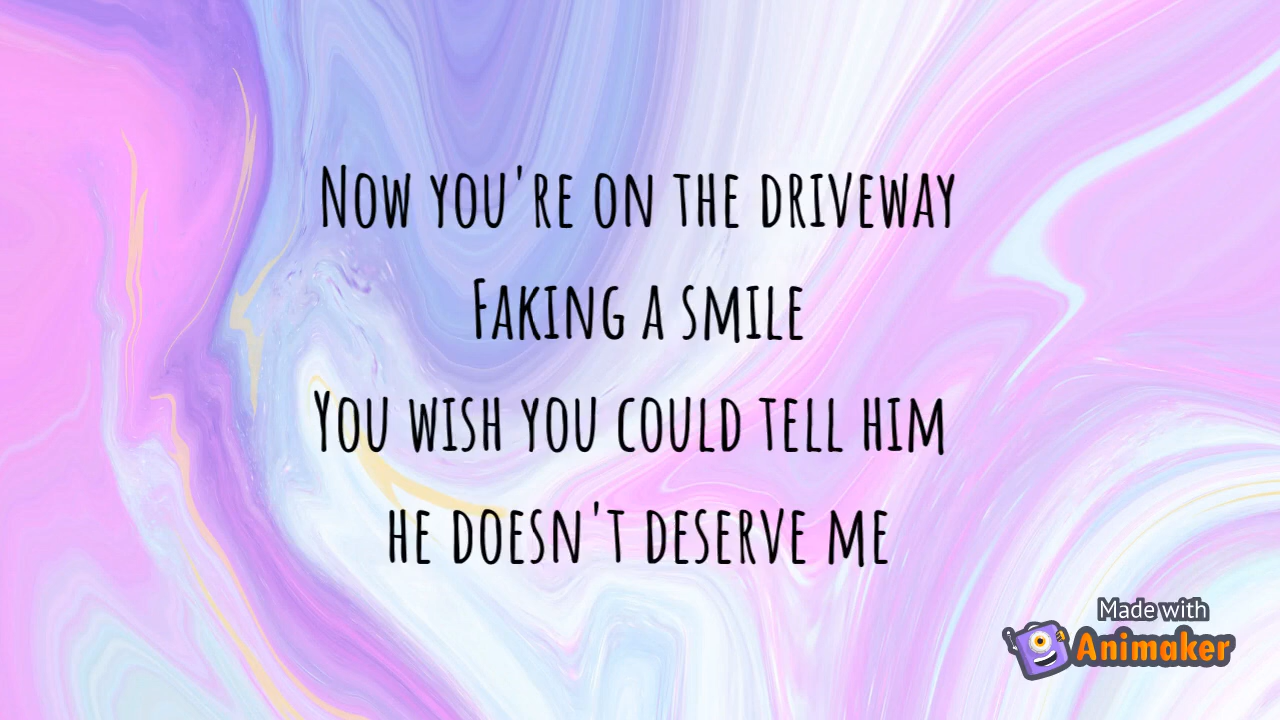 Now you're on the driveway
Faking a smile
You wish you could tell him
he doesn't deserve me
Made with
Animaker